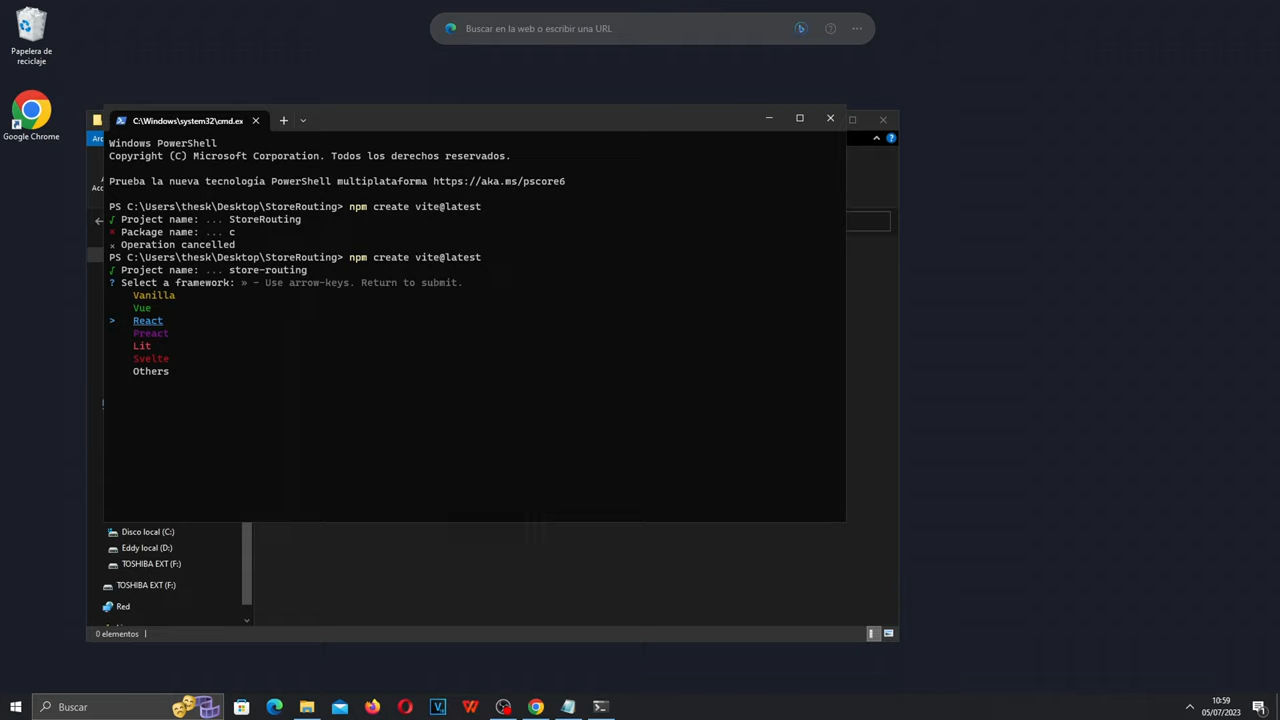 Papelera de
reciclaje
Google Chrome
Buscar en la web o escribir una URL
C:\Windows\system32\cmd.ex
Windows PowerShell
Copyright (C) Microsoft Corporation. Todos los derechos reservados.
Prueba la nueva tecnología PowerShell multiplataforma https://aka.ms/pscore6
PS C:\Users\thesk\Desktop\StoreRouting> npm create vite@latest
√ Project name: ... StoreRouting
× Package name: ... c
× Operation cancelled
PS C:\Users\thesk\Desktop\StoreRouting> npm create vite@latest
√ Project name: ... store-routing
? Select a framework: » - Use arrow-keys. Return to submit.
Vanilla
Vue
> React
Preact
Lit
Svelte
Others
Disco local (C:)
Eddy local (D:)
TOSHIBA EXT (F:)
TOSHIBA EXT (F:)
Red
0 elementos
Buscar
10:59
05/07/2023